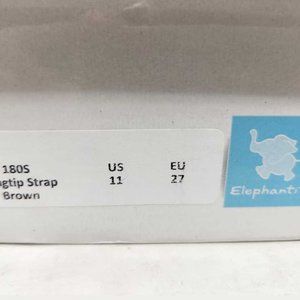 180S US EU
gtip Strap 11 27
Brown
Elephanti